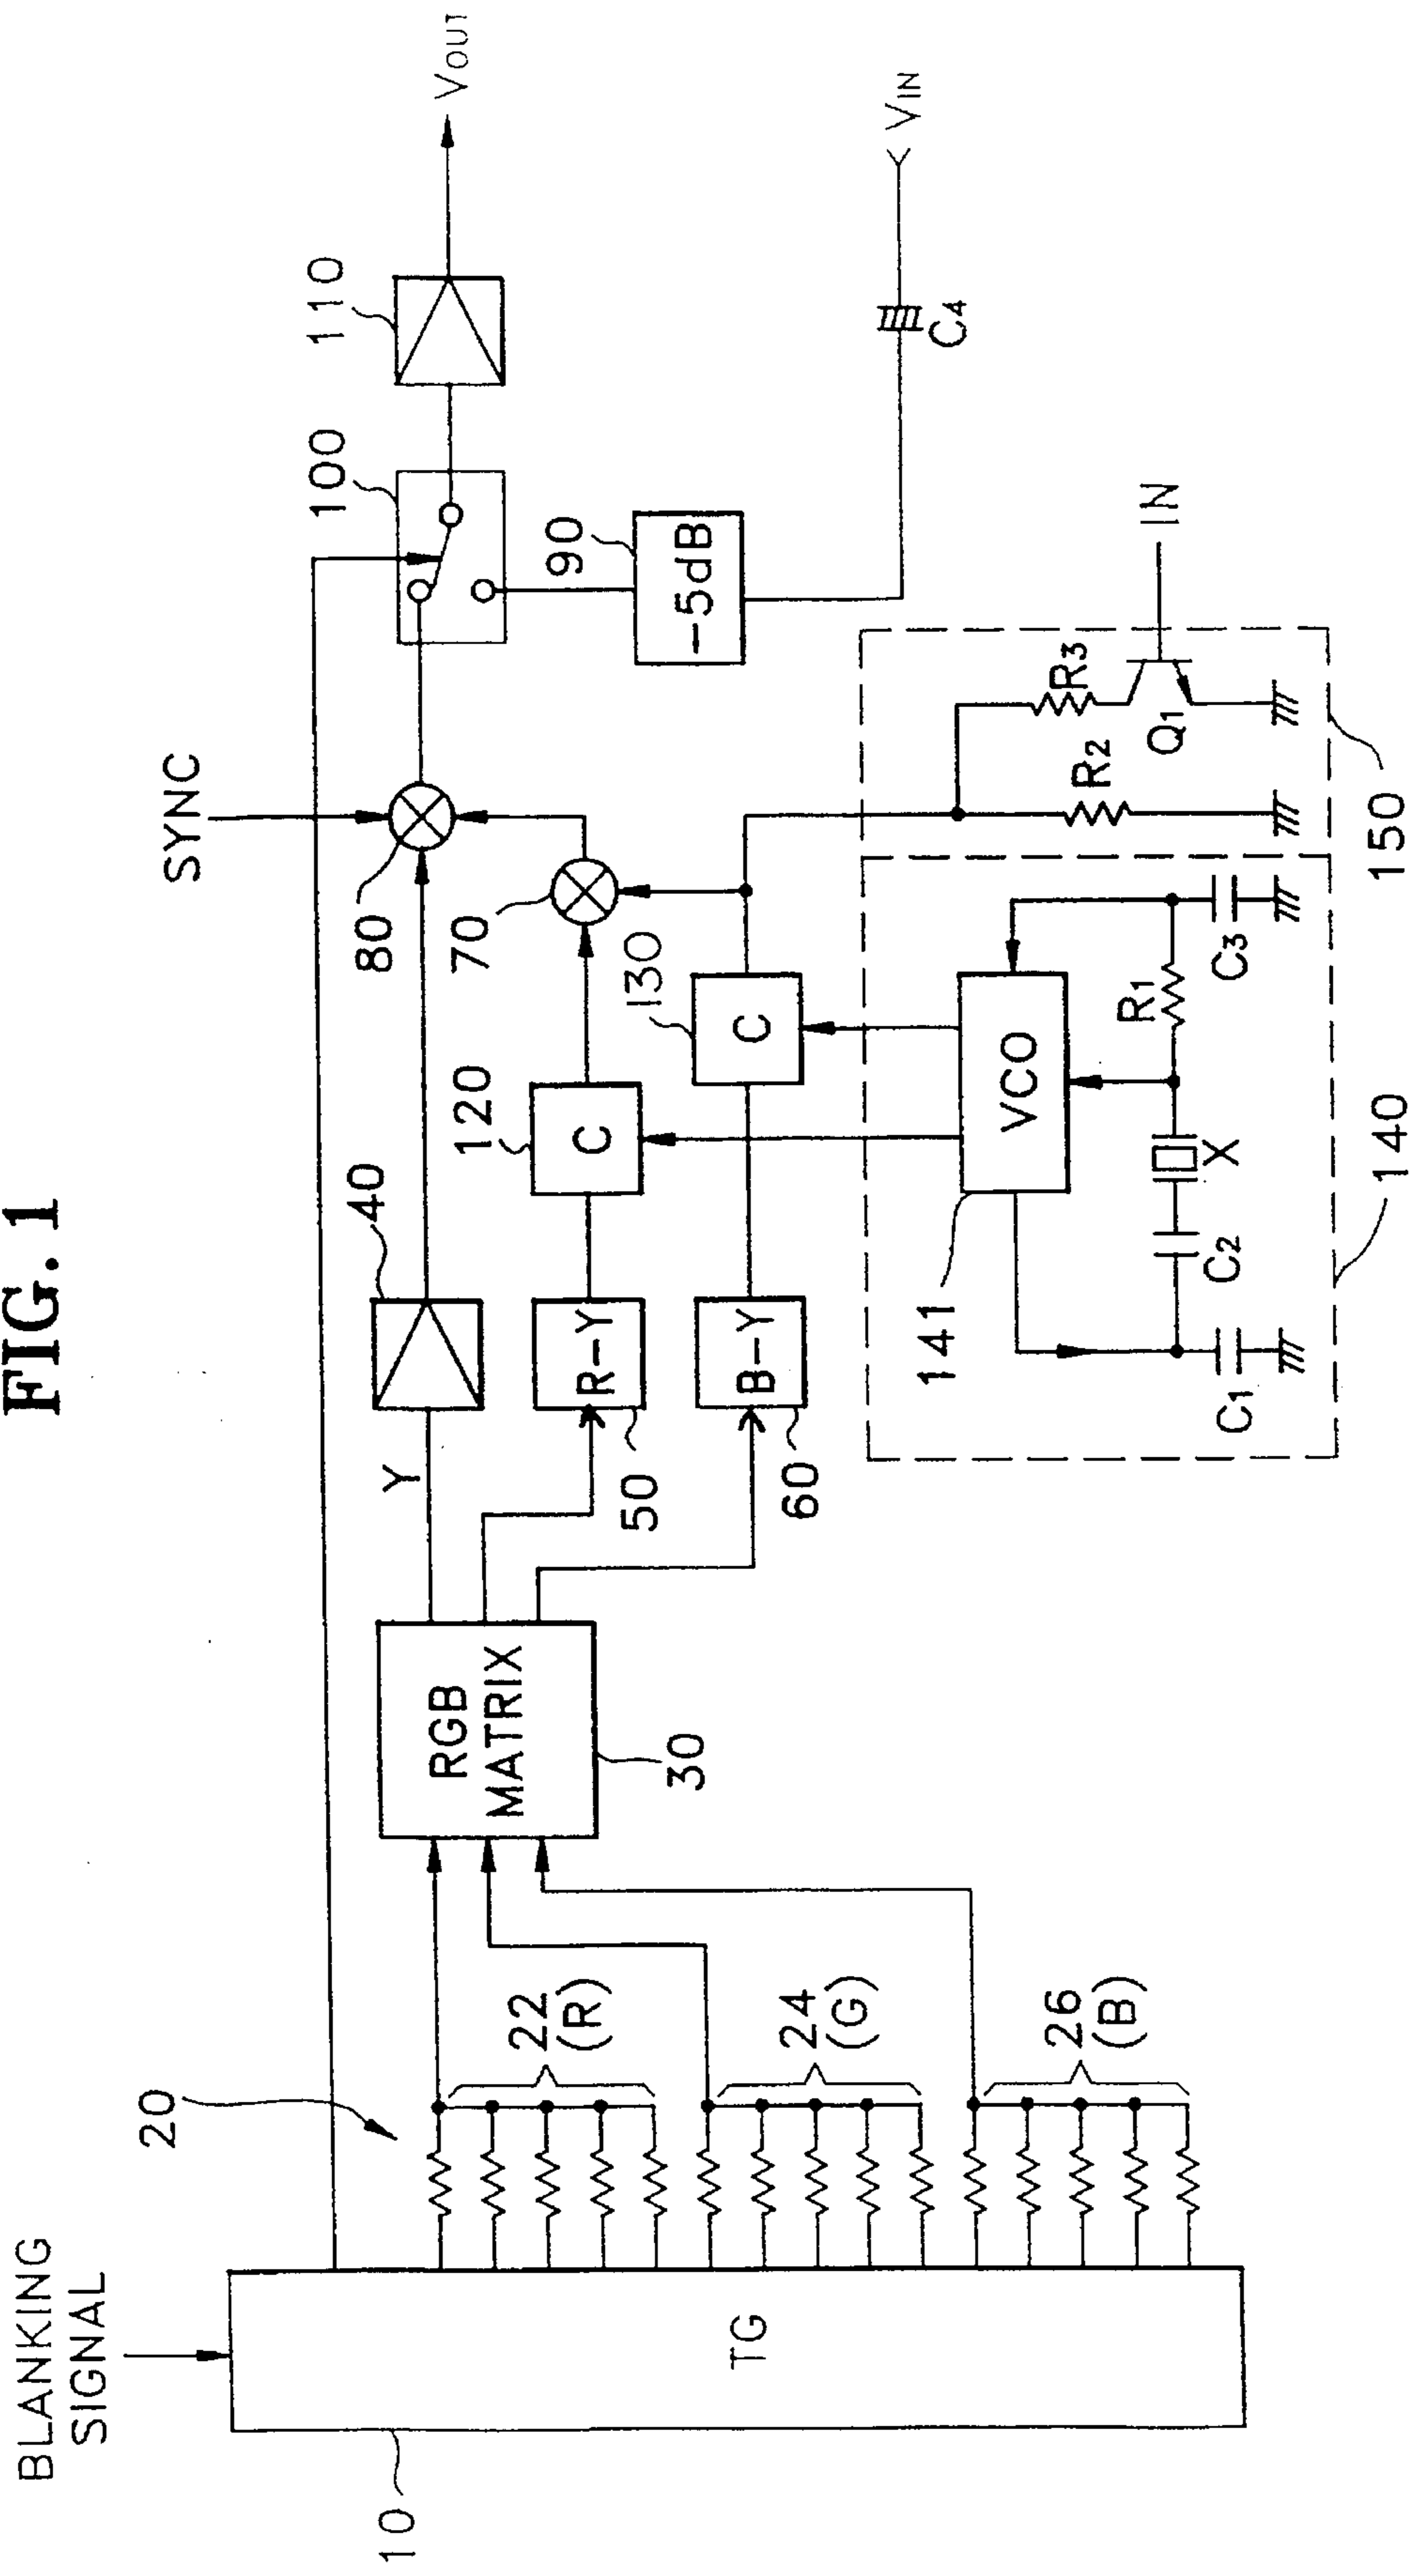 FIG. 1
BLANKING
SIGNAL
10
TG
20
22
(R)
24
(G)
26
(B)
RGB
MATRIX
30
Y
40
R-Y
50
B-Y
60
120
C
130
C
70
80
SYNC
100
110
VOUT
90
-5dB
C4
VIN
141
VCO
C1
C2
X
R1
C3
140
R2
R3
Q1
IN
150